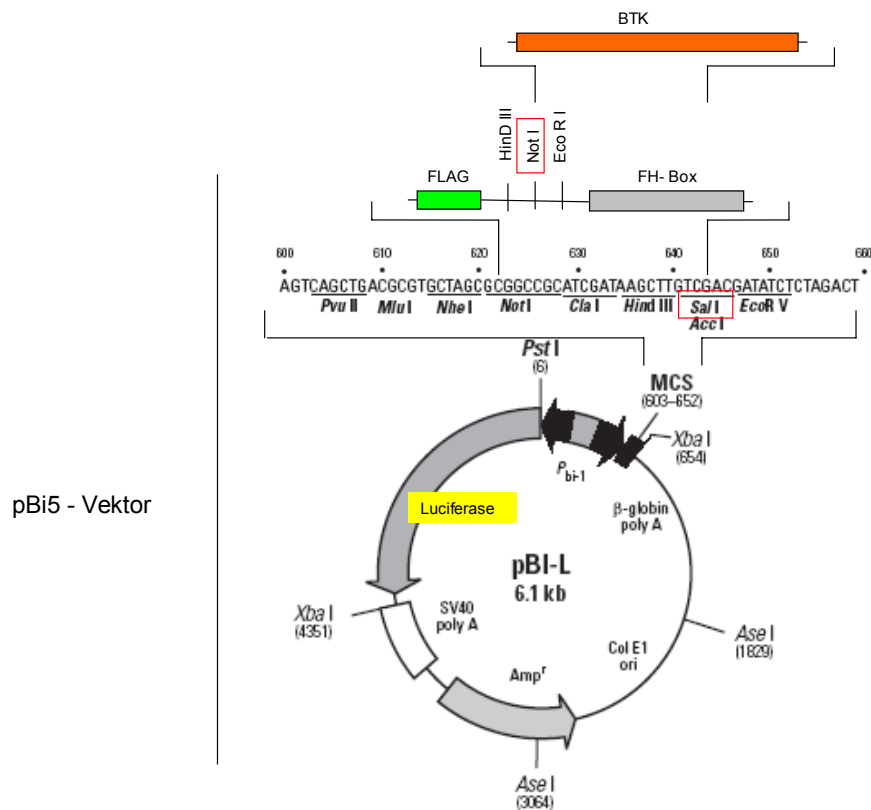 BTK
HinD III
Not I
Eco R I
FLAG
FH- Box
600 610 620 630 640 650 660
AGTCAGCTGACGCGTGCTAGCGCGGCCGCATCGATAAGCTTGTCGACGATATCTCTAGACT
Pvu II Mlu I Nhe I Not I Cla I Hind III Sal I EcoR V
Acc I
Pst I
(6)
MCS
(603–652)
Xba I
(654)
Pbi-1
β-globin
poly A
pBi5 - Vektor
Luciferase
pBI-L
6.1 kb
Xba I
(4351)
SV40
poly A
Ase I
(1829)
Col E1
ori
Ampr
Ase I
(3064)